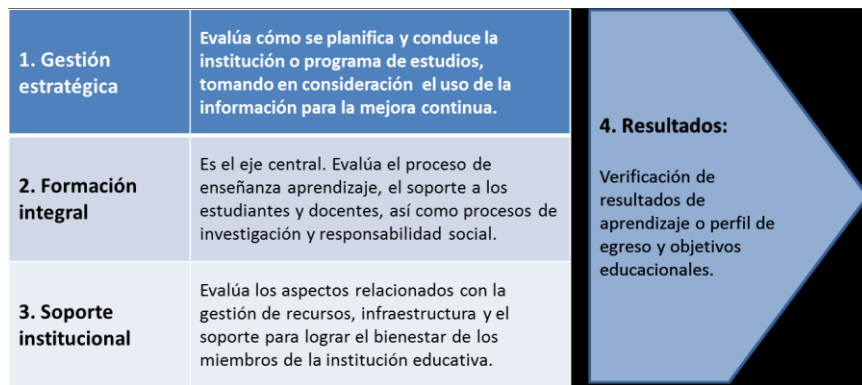 1. Gestión
estratégica
Evalúa cómo se planifica y conduce la
institución o programa de estudios,
tomando en consideración el uso de la
información para la mejora continua.
2. Formación
integral
Es el eje central. Evalúa el proceso de
enseñanza aprendizaje, el soporte a los
estudiantes y docentes, así como procesos de
investigación y responsabilidad social.
3. Soporte
institucional
Evalúa los aspectos relacionados con la
gestión de recursos, infraestructura y el
soporte para lograr el bienestar de los
miembros de la institución educativa.
4. Resultados:
Verificación de
resultados de
aprendizaje o perfil de
egreso y objetivos
educacionales.